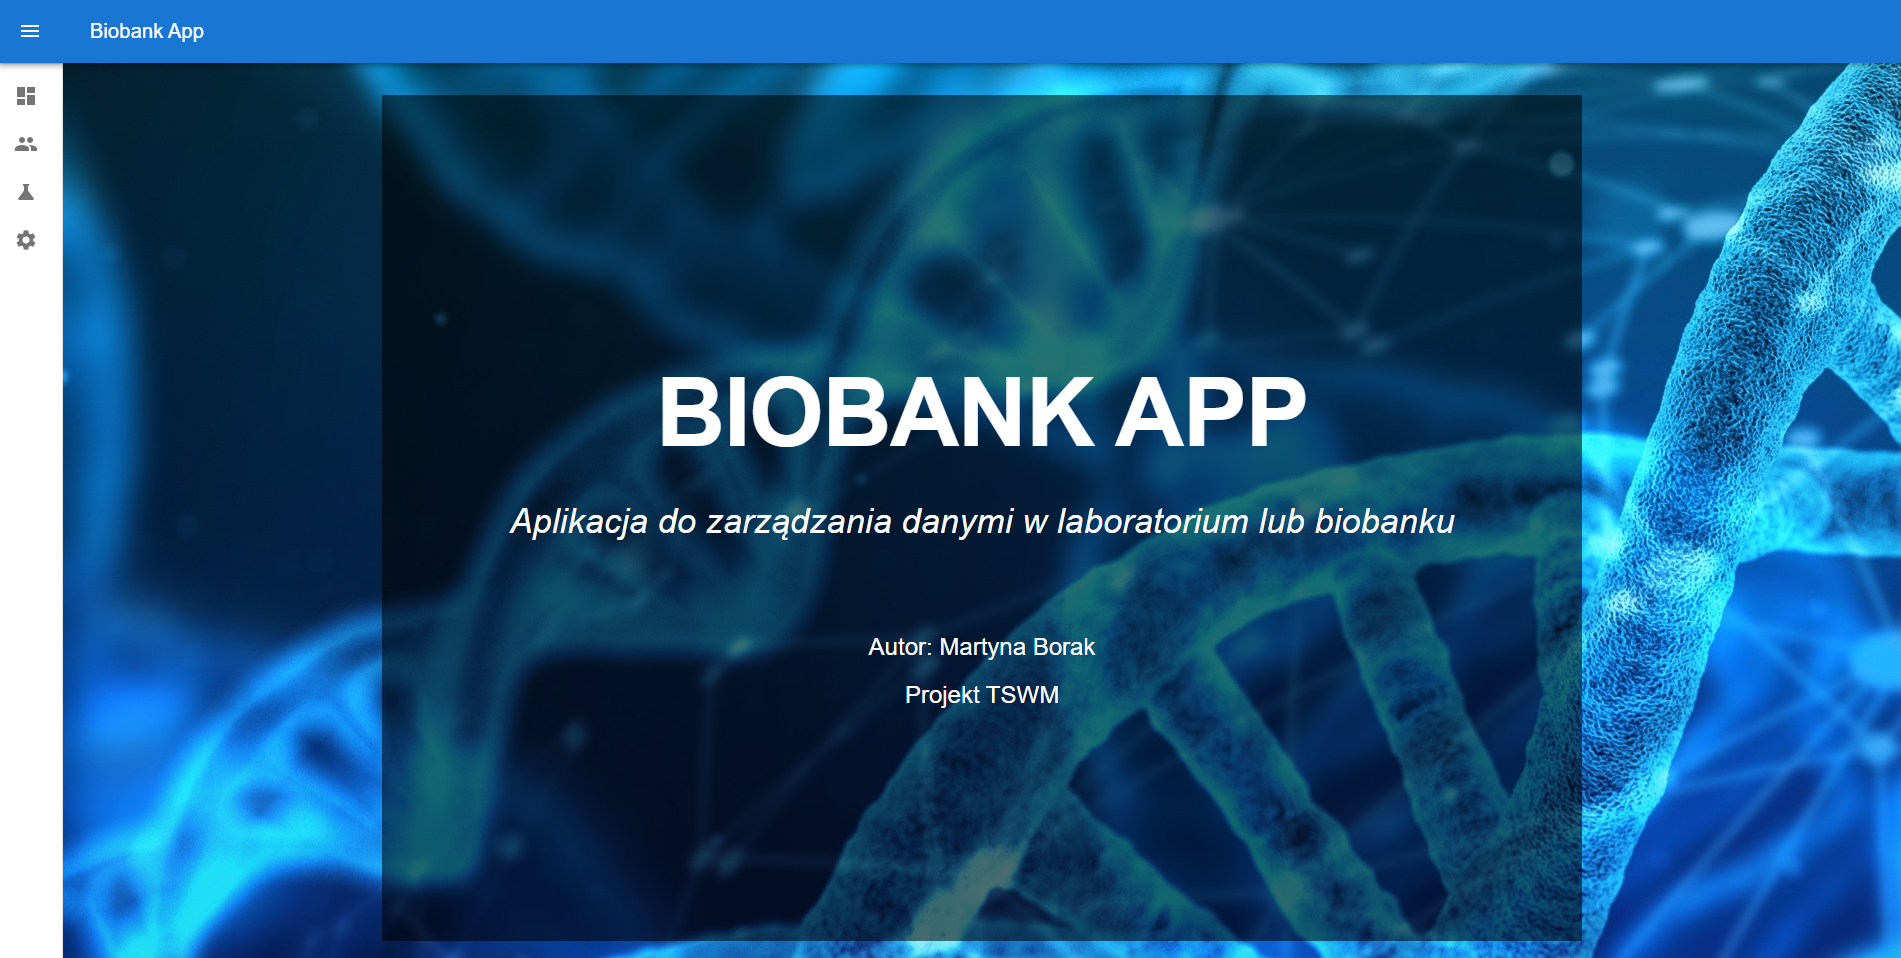 Biobank App
BIOBANK APP
Aplikacja do zarządzania danymi w laboratorium lub biobanku
Autor: Martyna Borak
Projekt TSWM